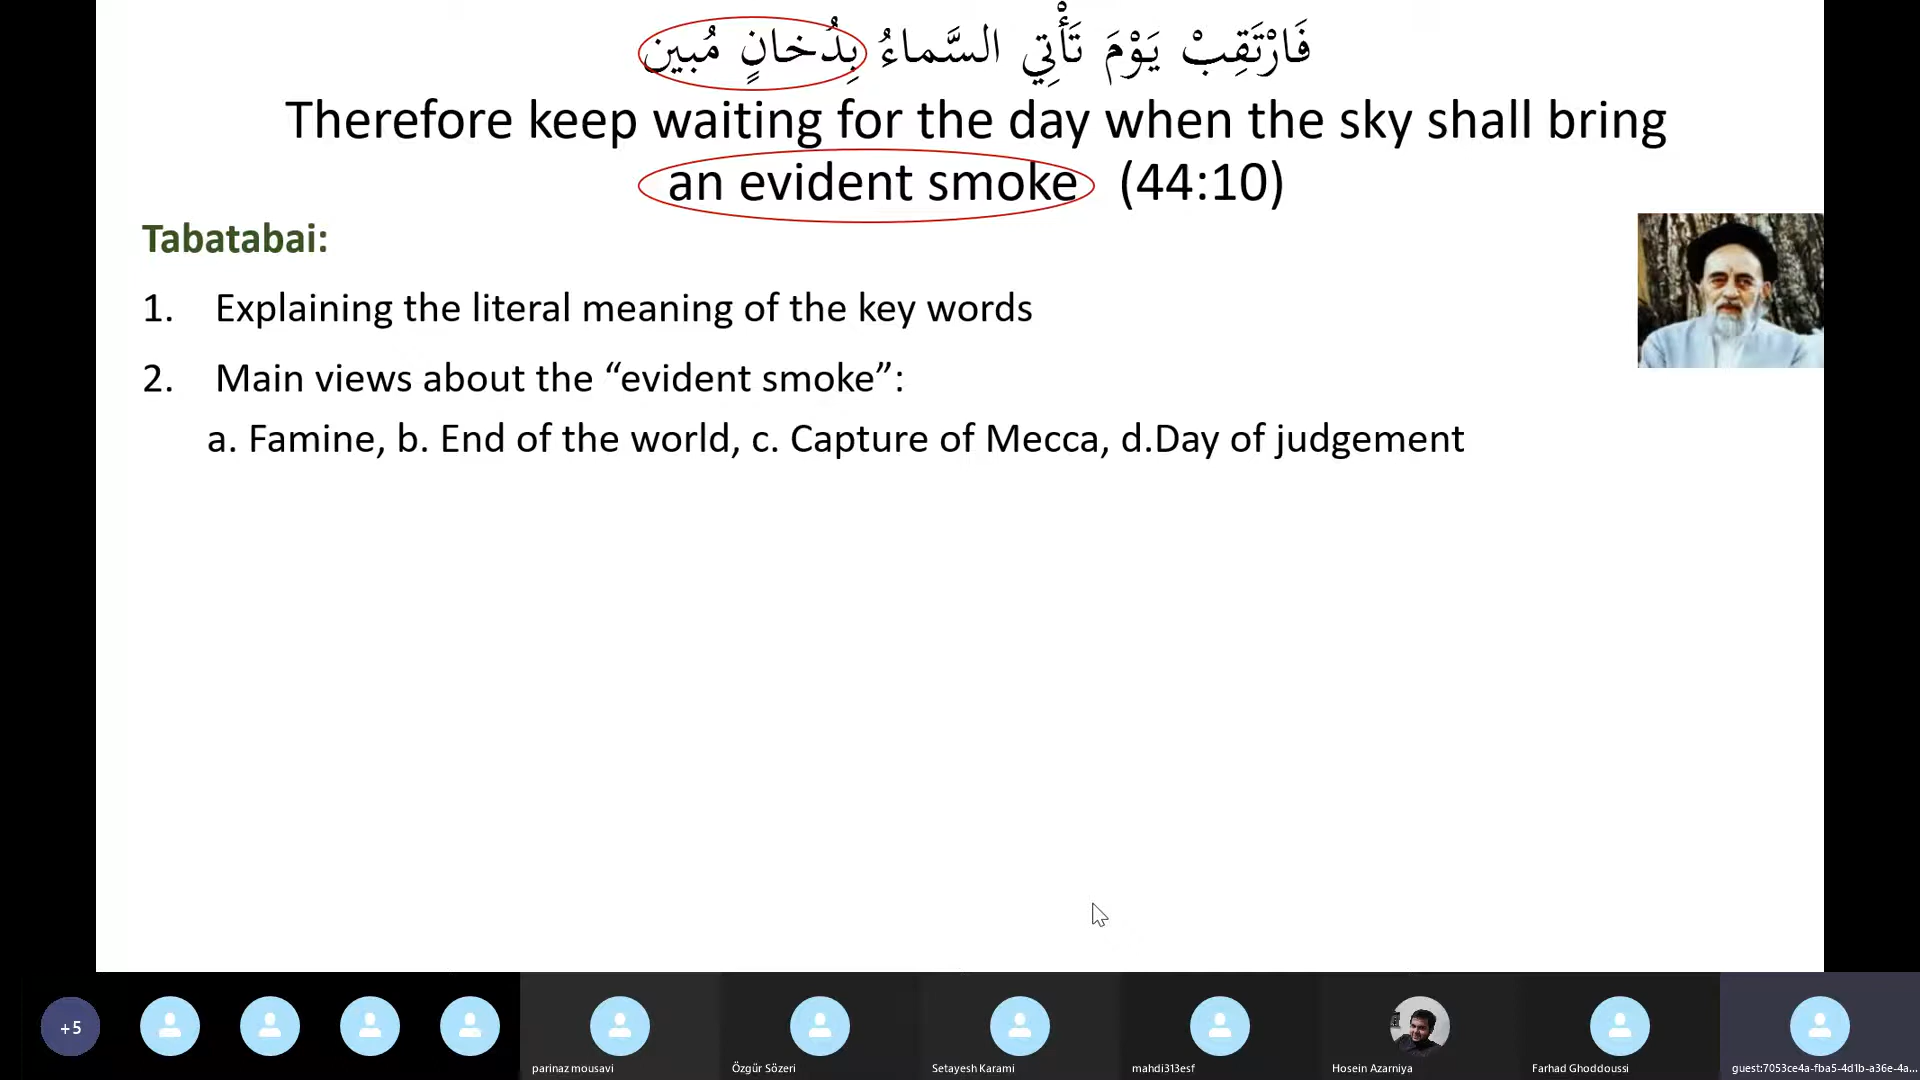 فَارْتَقِبْ يَوْمَ تَأْتِي السَّماءُ بِدُخانٍ مُبين
Therefore keep waiting for the day when the sky shall bring
an evident smoke (44:10)
Tabatabai:
1. Explaining the literal meaning of the key words
2. Main views about the “evident smoke”:
a. Famine, b. End of the world, c. Capture of Mecca, d.Day of judgement
+5
parinaz mousavi
Özgür Sözeri
Setayesh Karami
mahdi313esf
Hosein Azarniya
Farhad Ghoddoussi
guest:7053ce4a-fba5-4d1b-a36e-4a...